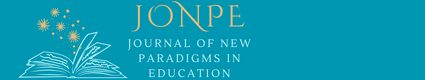 JONPE
JOURNAL OF NEW
PARADIGMS IN
EDUCATION